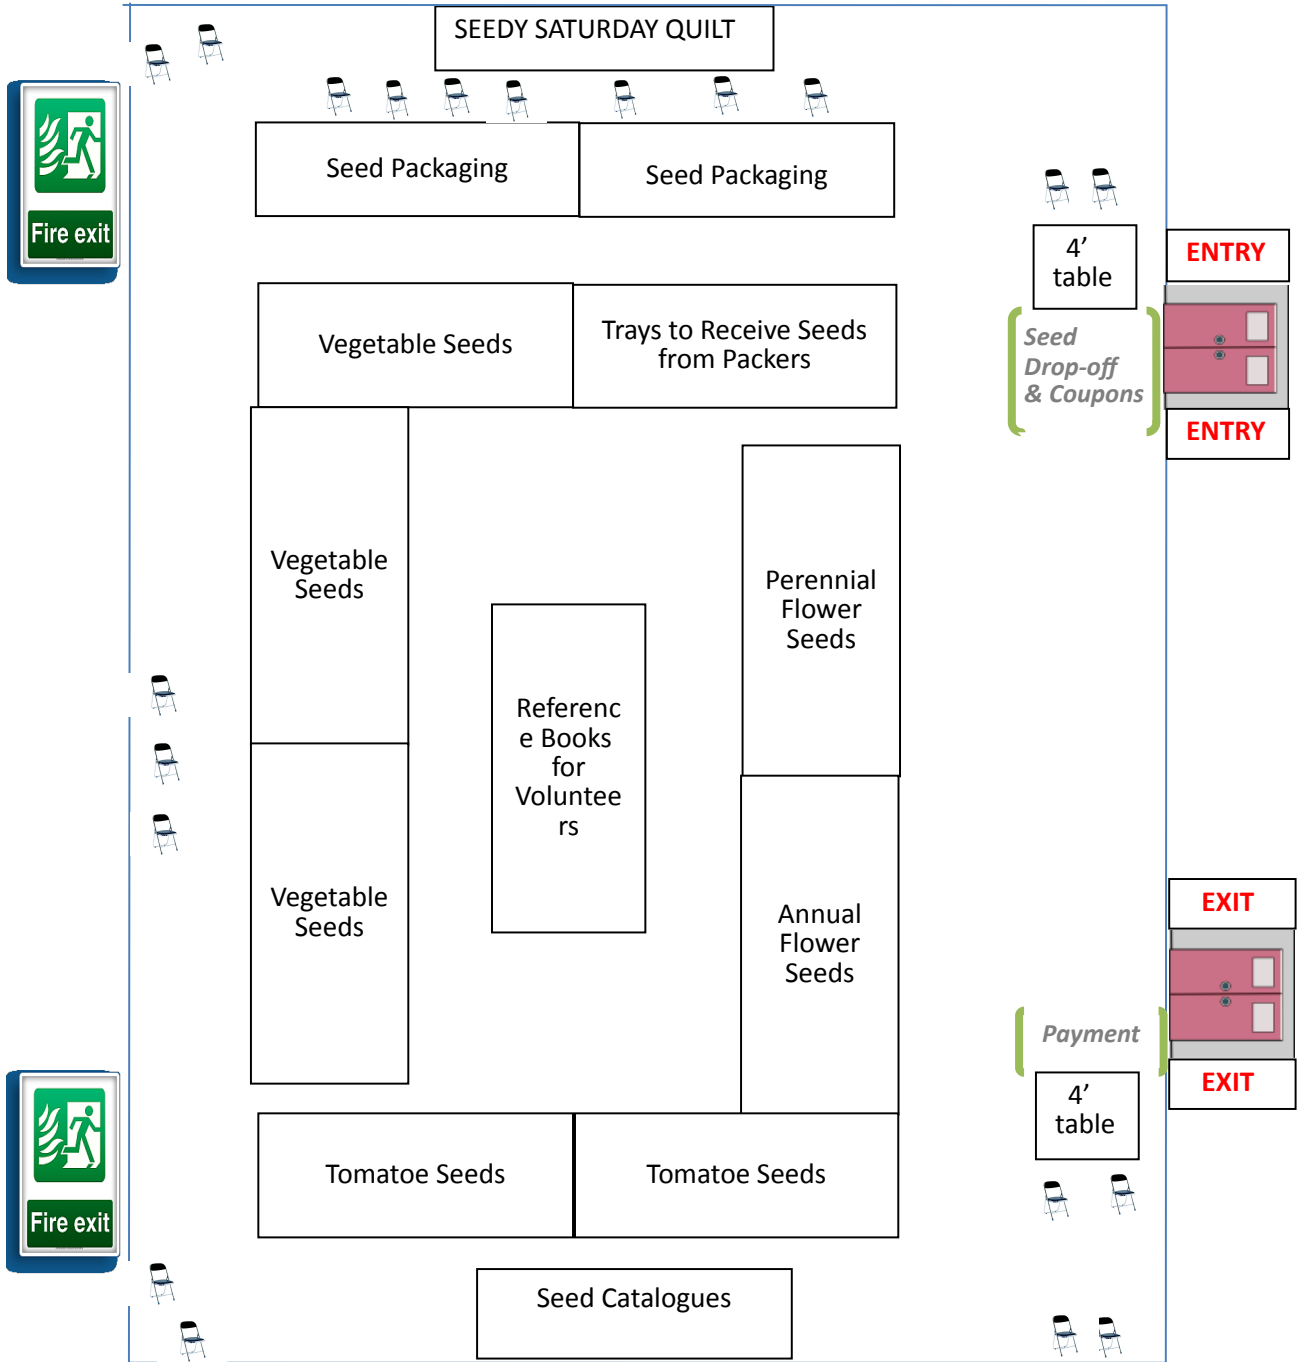 SEEDY SATURDAY QUILT
Seed Packaging
Seed Packaging
Fire exit
4’
table
ENTRY
Vegetable Seeds
Trays to Receive Seeds
from Packers
Seed
Drop-off
& Coupons
ENTRY
Vegetable
Seeds
Perennial
Flower
Seeds
Referenc
e Books
for
Voluntee
rs
Vegetable
Seeds
Annual
Flower
Seeds
EXIT
Payment
EXIT
4’
table
Tomatoe Seeds
Tomatoe Seeds
Fire exit
Seed Catalogues